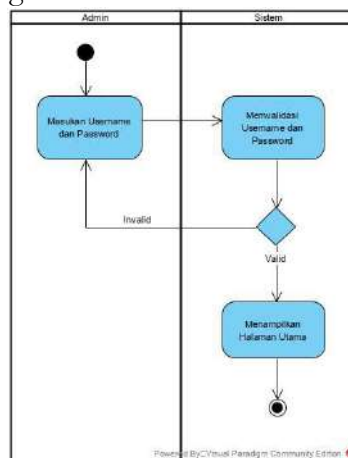 Admin
Sistem
Masukan Username
dan Password
Memvalidasi
Username dan
Password
Invalid
Valid
Menampilkan
Halaman Utama
Powered By Visual Paradigm Community Edition